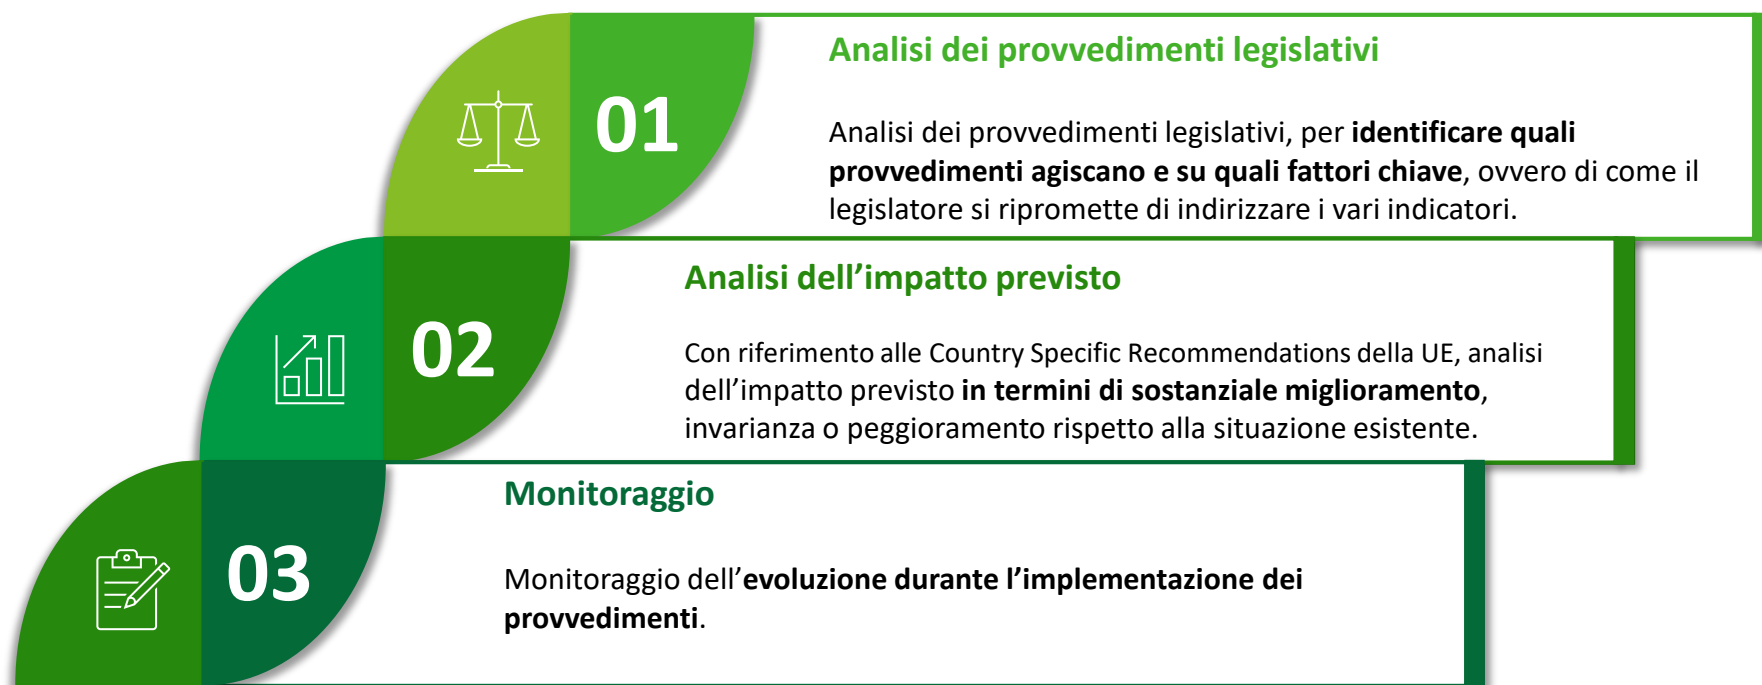 01
Analisi dei provvedimenti legislativi
Analisi dei provvedimenti legislativi, per identificare quali
provvedimenti agiscano e su quali fattori chiave, ovvero di come il
legislatore si ripromette di indirizzare i vari indicatori.
02
Analisi dell’impatto previsto
Con riferimento alle Country Specific Recommendations della UE, analisi
dell’impatto previsto in termini di sostanziale miglioramento,
invarianza o peggioramento rispetto alla situazione esistente.
03
Monitoraggio
Monitoraggio dell’evoluzione durante l’implementazione dei
provvedimenti.